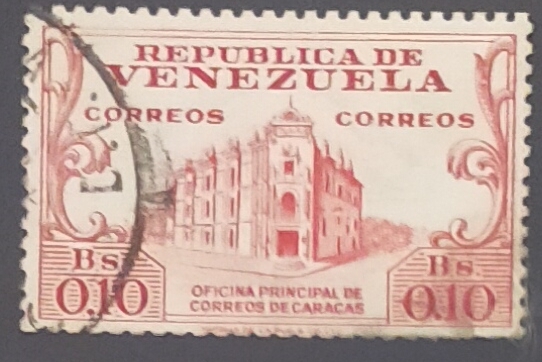 REPUBLICA DE
VENEZUELA
CORREOS CORREOS
Bs. Bs.
0,10 0.10
OFICINA PRINCIPAL DE
CORREOS DE CARACAS